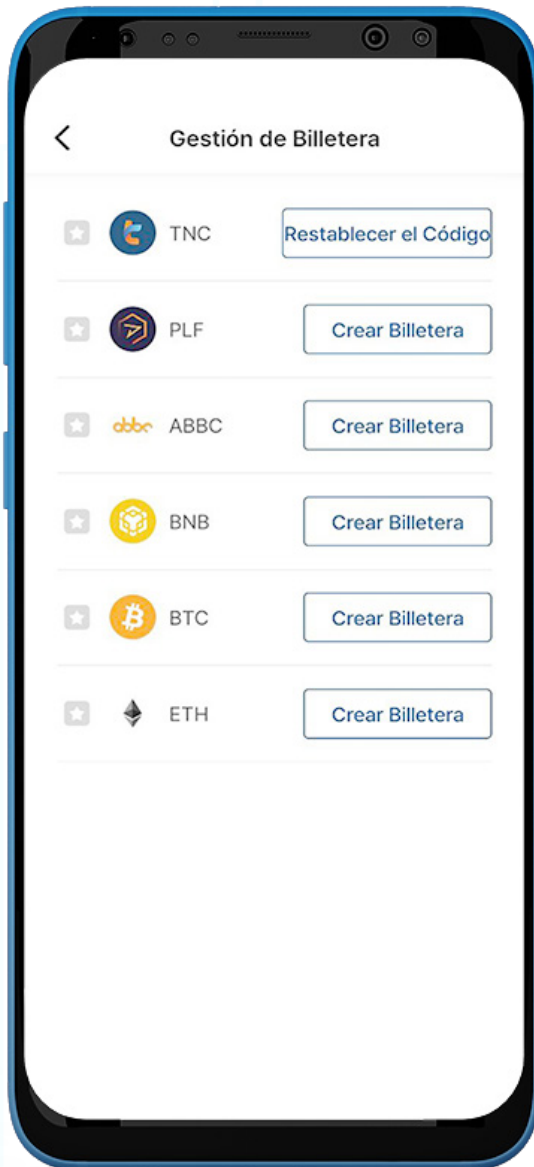 Gestión de Billetera
TNC Restablecer el Código
PLF Crear Billetera
abbc ABBC Crear Billetera
BNB Crear Billetera
BTC Crear Billetera
ETH Crear Billetera